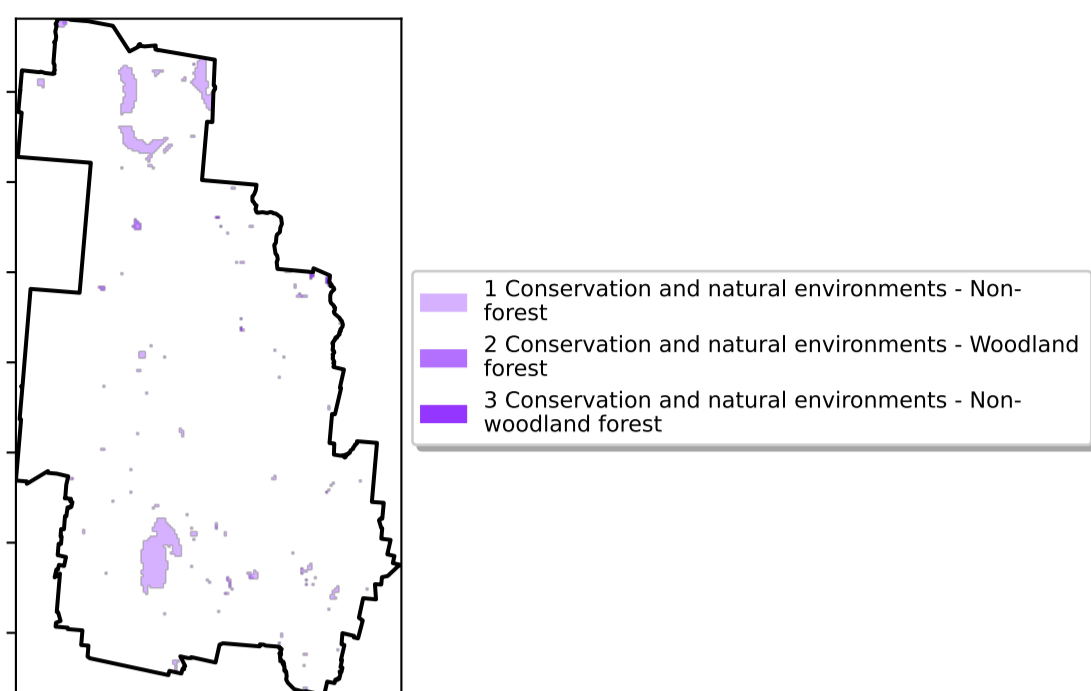 1 Conservation and natural environments - Non-
forest
2 Conservation and natural environments - Woodland
forest
3 Conservation and natural environments - Non-
woodland forest